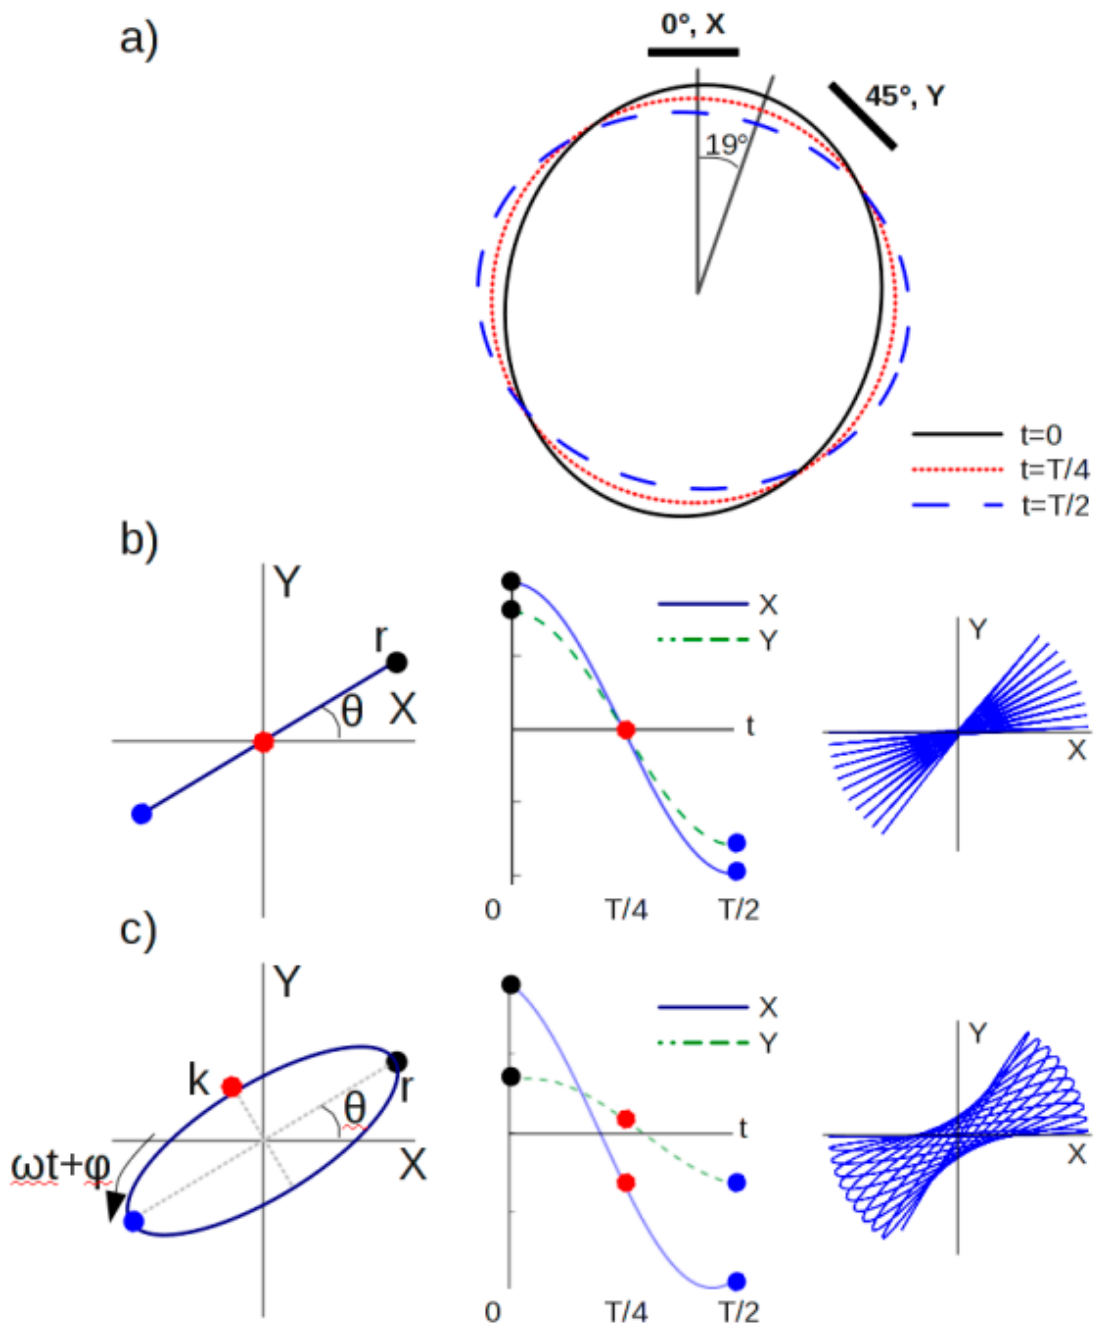 a)
0°, X
45°, Y
19°
t=0
t=T/4
t=T/2
b)
Y
r
θ
X
X
Y
t
0
T/4
T/2
Y
X
c)
Y
k
r
θ
X
ωt+φ
X
Y
t
0
T/4
T/2
Y
X